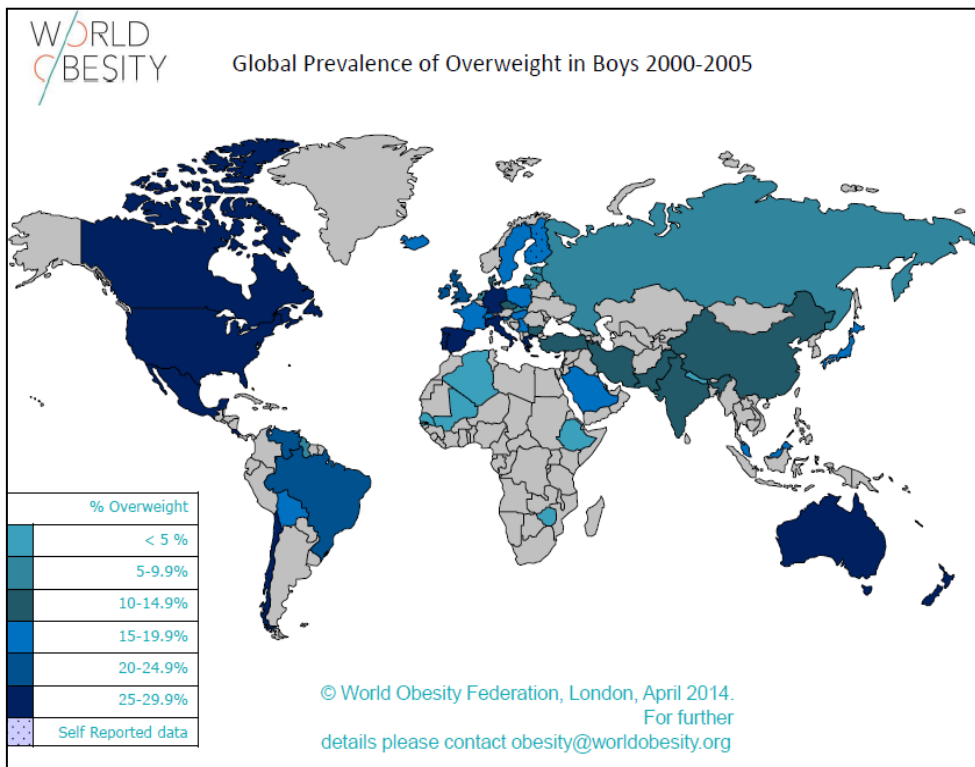 WORLD
OBESITY
Global Prevalence of Overweight in Boys 2000-2005
% Overweight
< 5 %
5-9.9%
10-14.9%
15-19.9%
20-24.9%
25-29.9%
Self Reported data
© World Obesity Federation, London, April 2014.
For further
details please contact obesity@worldobesity.org